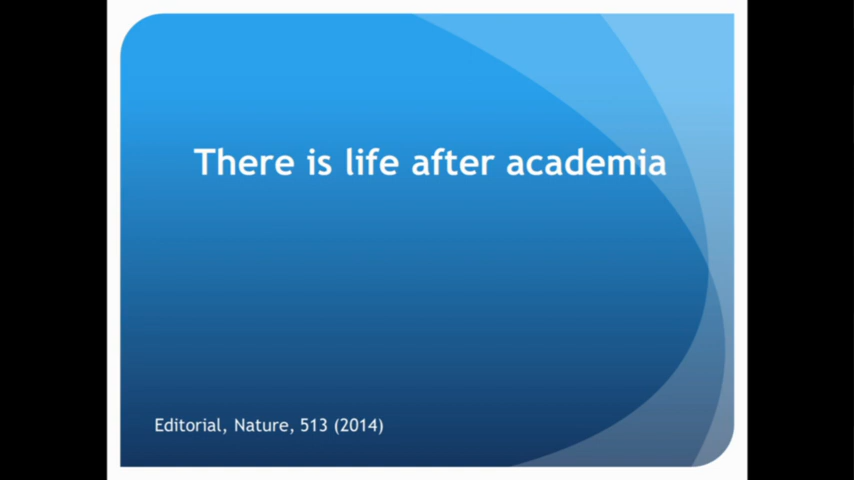 There is life after academia
Editorial, Nature, 513 (2014)